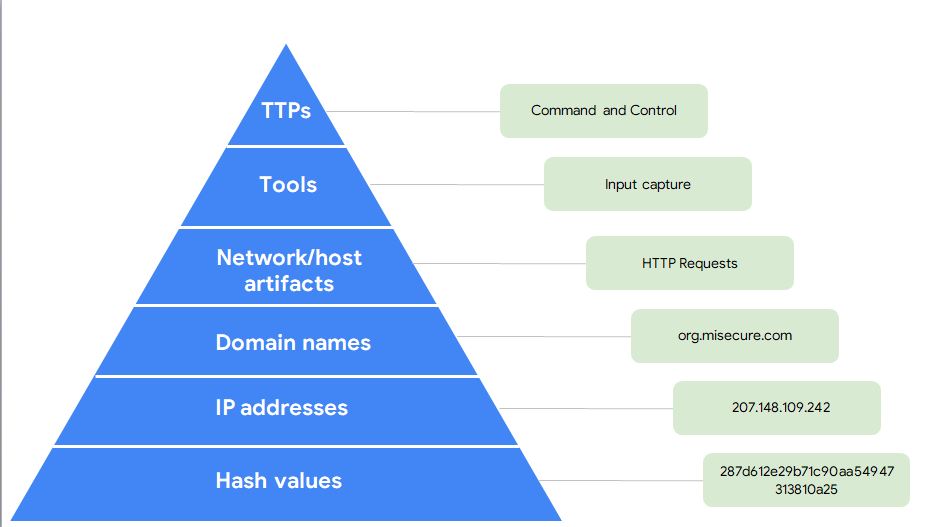 TTPs
Command and Control
Tools
Input capture
Network/host
artifacts
HTTP Requests
Domain names
org.misecure.com
IP addresses
207.148.109.242
Hash values
287d612e29b71c90aa54947
313810a25